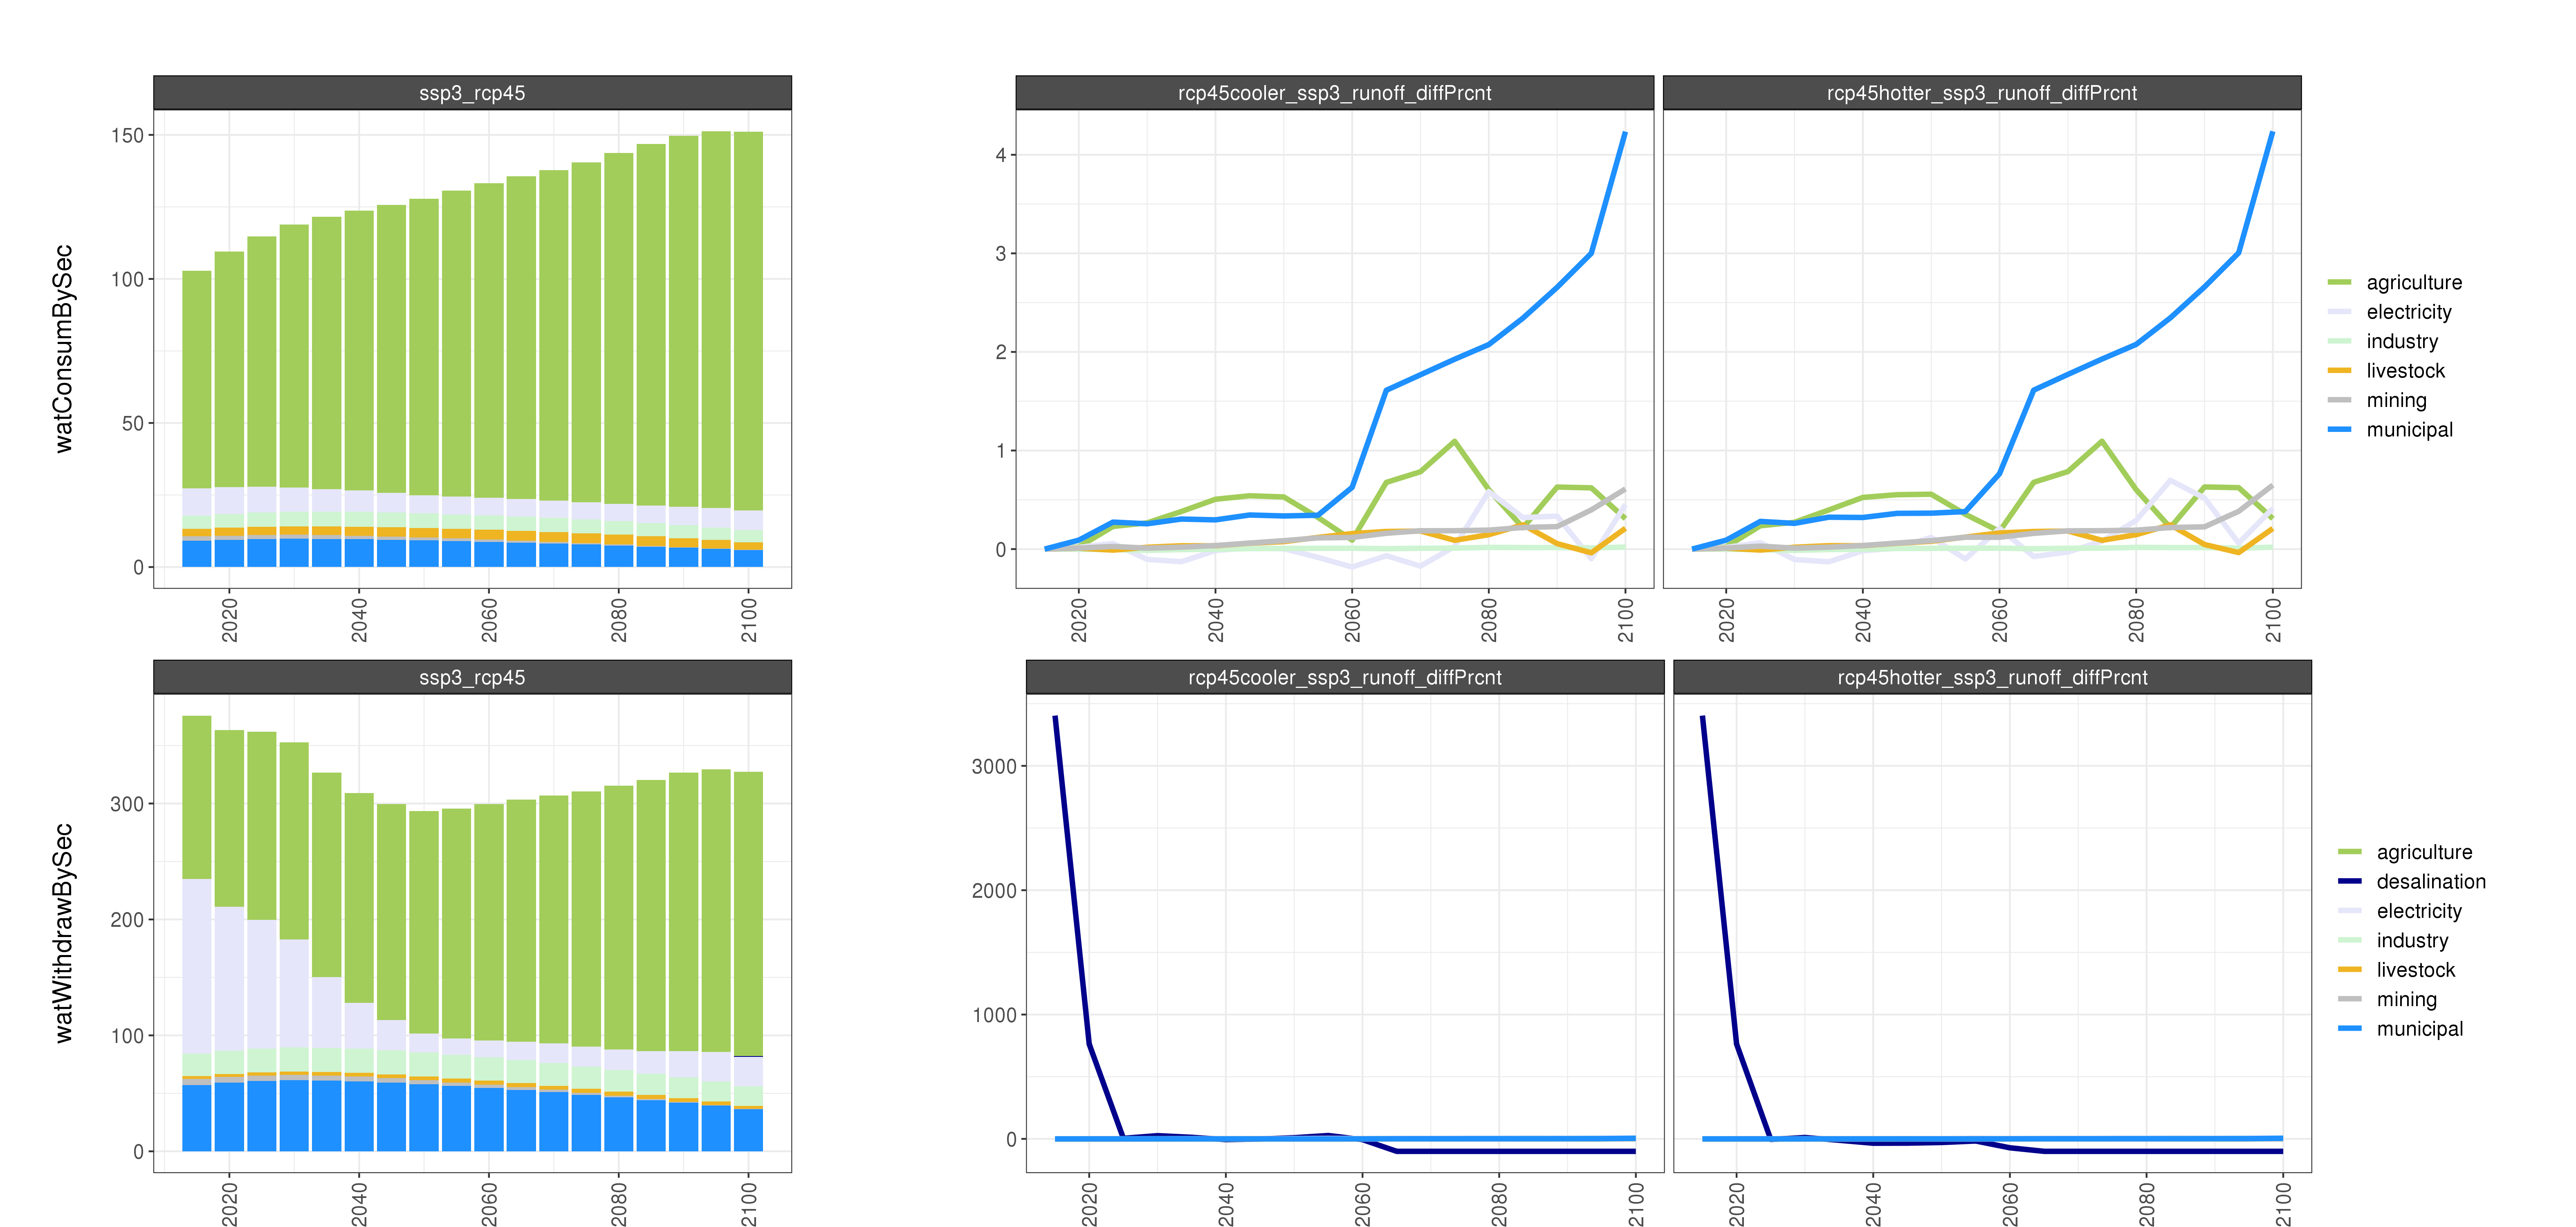 ssp3_rcp45
rcp45cooler_ssp3_runoff_diffPrcnt
rcp45hotter_ssp3_runoff_diffPrcnt
watConsumBySec
150
100
50
0
2020
2040
2060
2080
2100
4
3
2
1
0
2020
2040
2060
2080
2100
2020
2040
2060
2080
2100
agriculture
electricity
industry
livestock
mining
municipal
ssp3_rcp45
rcp45cooler_ssp3_runoff_diffPrcnt
rcp45hotter_ssp3_runoff_diffPrcnt
watWithdrawBySec
300
200
100
0
2020
2040
2060
2080
2100
3000
2000
1000
0
2020
2040
2060
2080
2100
2020
2040
2060
2080
2100
agriculture
desalination
electricity
industry
livestock
mining
municipal